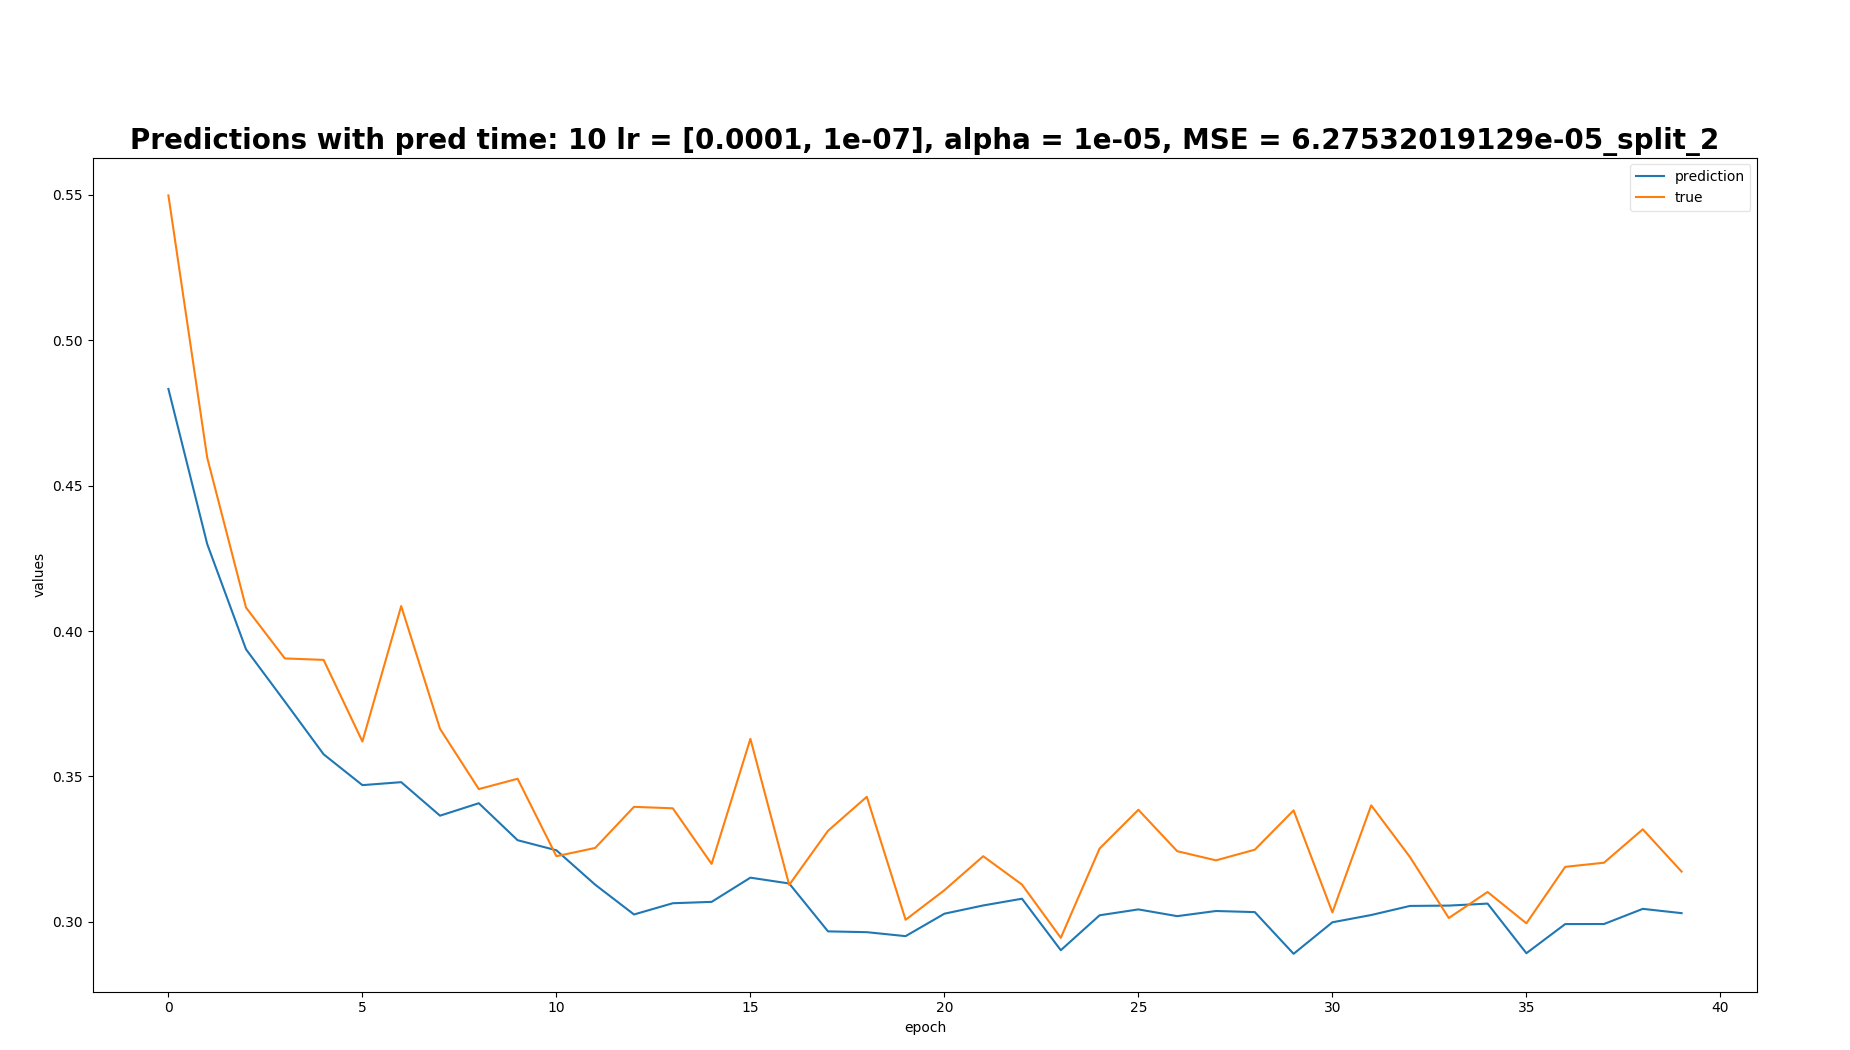 Predictions with pred time: 10 lr = [0.0001, 1e-07], alpha = 1e-05, MSE = 6.27532019129e-05_split_2
prediction
true
0.55
0.50
0.45
0.40
0.35
0.30
values
0 5 10 15 20 25 30 35 40
epoch